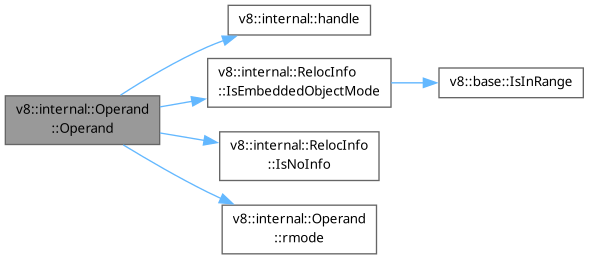 v8::internal::Operand
::Operand
v8::internal::handle
v8::internal::RelocInfo
::IsEmbeddedObjectMode
v8::base::IsInRange
v8::internal::RelocInfo
::IsNoInfo
v8::internal::Operand
::rmode